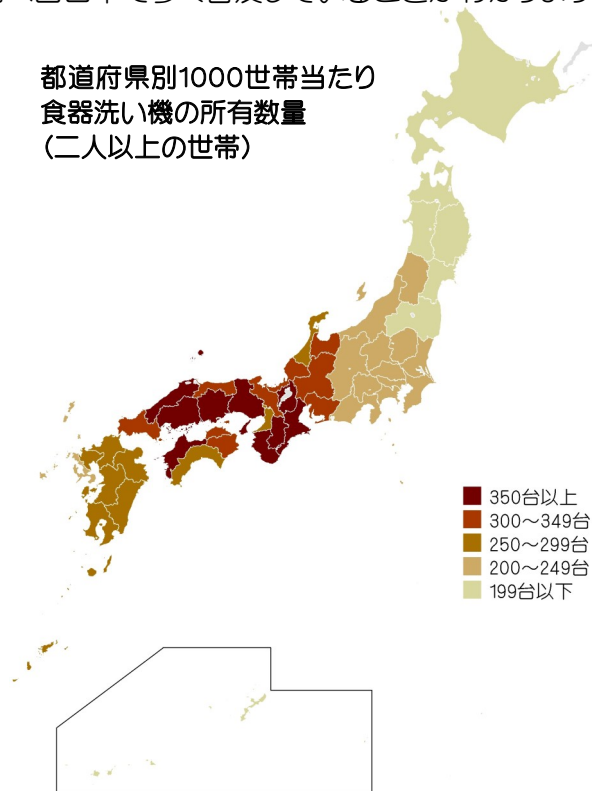 都道府県別1000世帯当たり
食器洗い機の所有数量
（二人以上の世帯）
350台以上
300～349台
250～299台
200～249台
199台以下